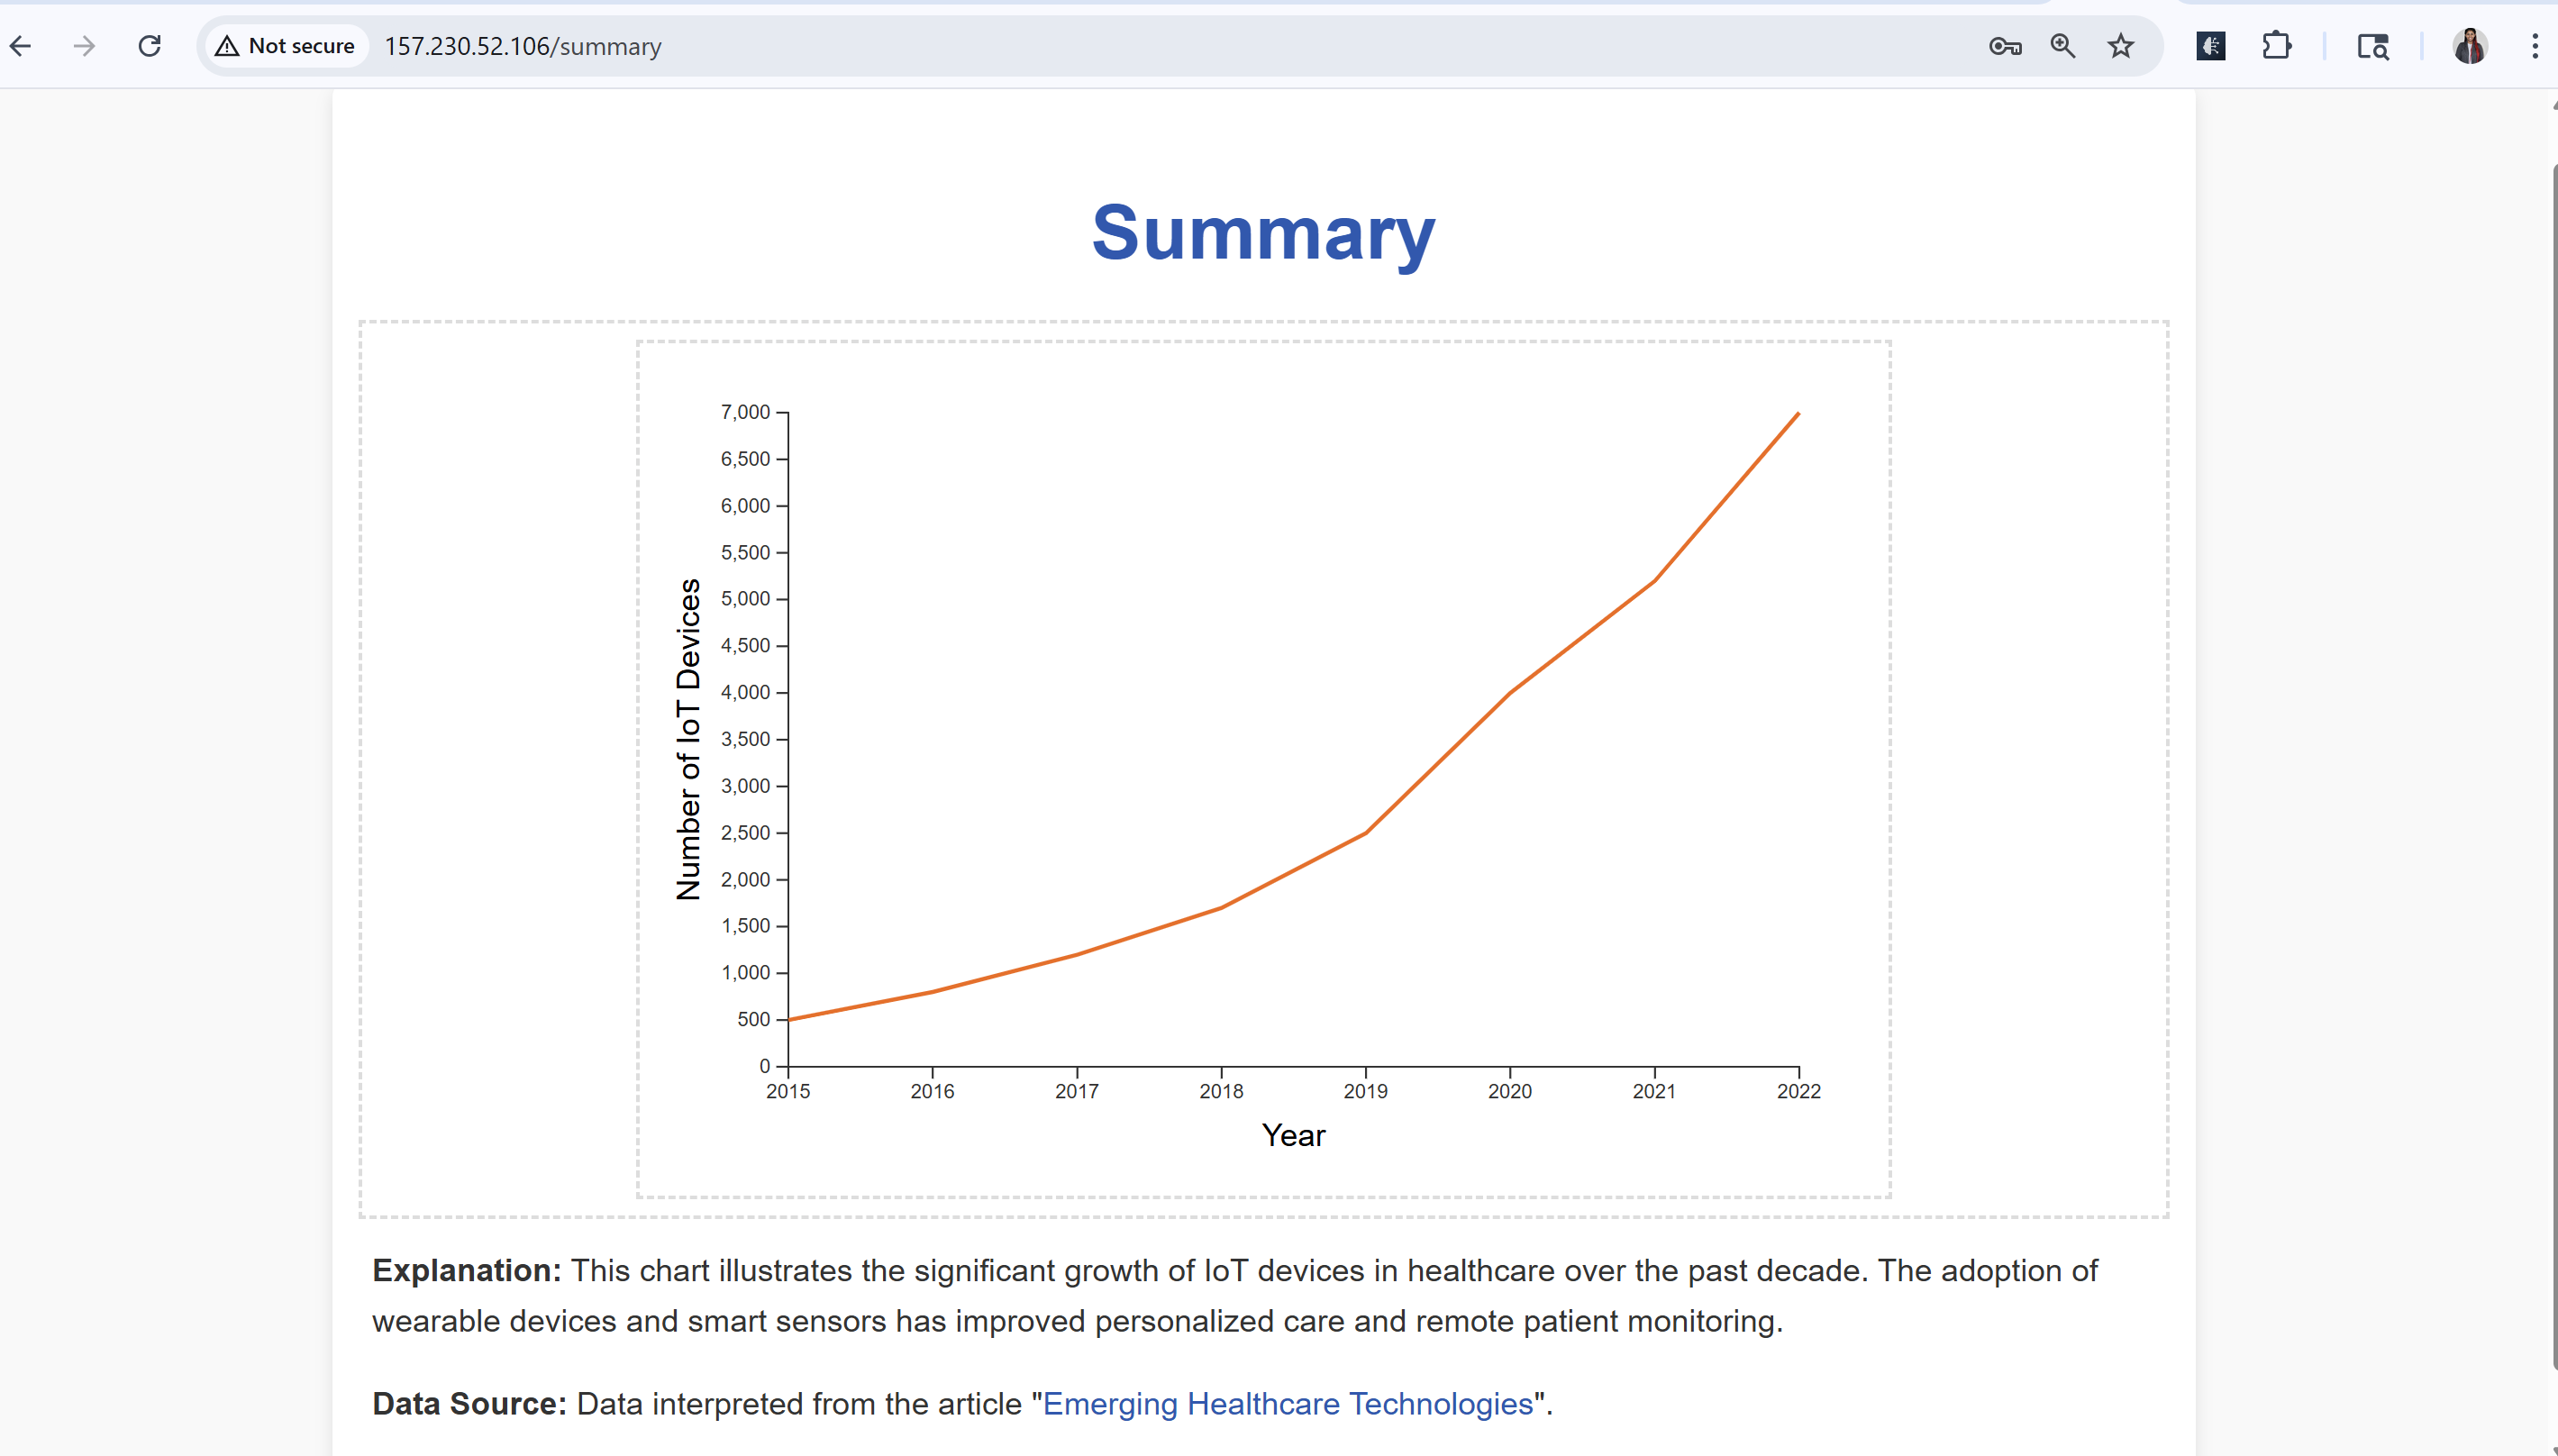 Not secure
157.230.52.106/summary
Summary
7,000
6,500
6,000
5,500
5,000
4,500
4,000
3,500
3,000
2,500
2,000
1,500
1,000
500
0
Number of IoT Devices
2015 2016 2017 2018 2019 2020 2021 2022
Year
Explanation: This chart illustrates the significant growth of IoT devices in healthcare over the past decade. The adoption of
wearable devices and smart sensors has improved personalized care and remote patient monitoring.
Data Source: Data interpreted from the article "Emerging Healthcare Technologies".